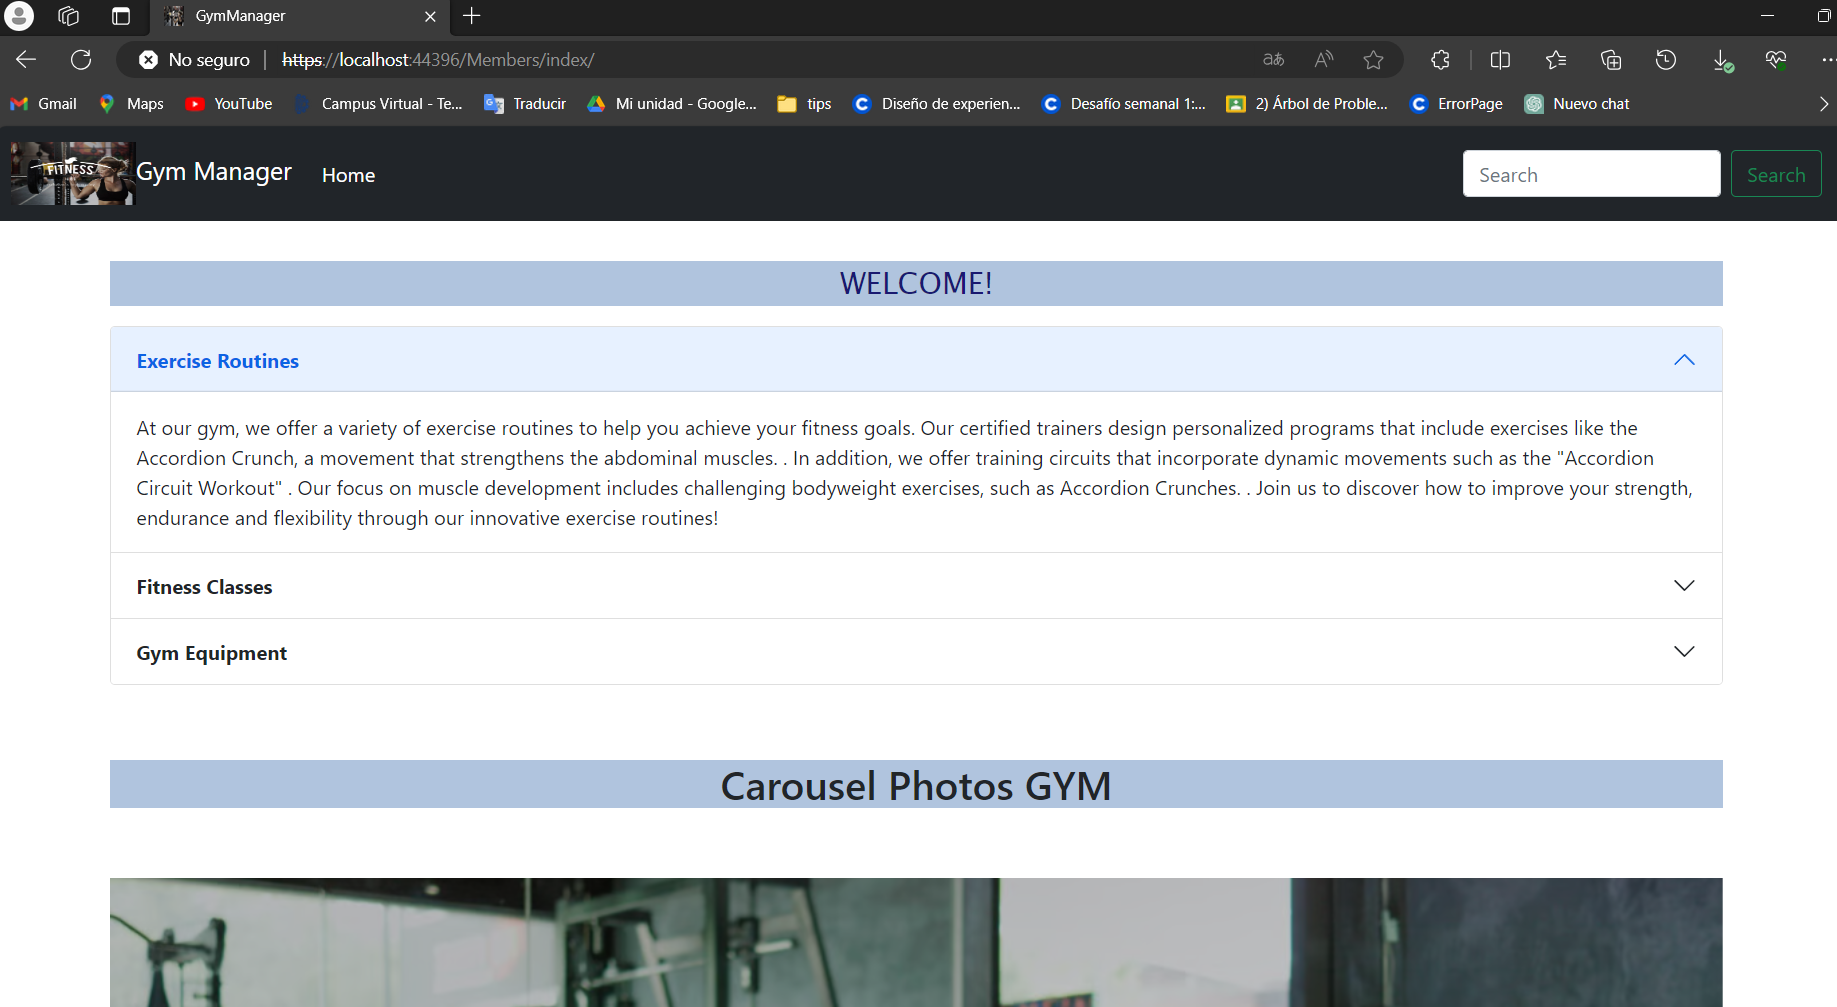 GymManager
No seguro
https://localhost:44396/Members/index/
Gmail
Maps
YouTube
Campus Virtual - Te...
Traducir
Mi unidad - Google...
tips
Diseño de experien...
Desafío semanal 1:...
2) Árbol de Proble...
ErrorPage
Nuevo chat
FITNESS
Gym Manager
Home
Search
Search
WELCOME!
Exercise Routines
At our gym, we offer a variety of exercise routines to help you achieve your fitness goals. Our certified trainers design personalized programs that include exercises like the
Accordion Crunch, a movement that strengthens the abdominal muscles. . In addition, we offer training circuits that incorporate dynamic movements such as the "Accordion
Circuit Workout" . Our focus on muscle development includes challenging bodyweight exercises, such as Accordion Crunches. . Join us to discover how to improve your strength,
endurance and flexibility through our innovative exercise routines!
Fitness Classes
Gym Equipment
Carousel Photos GYM